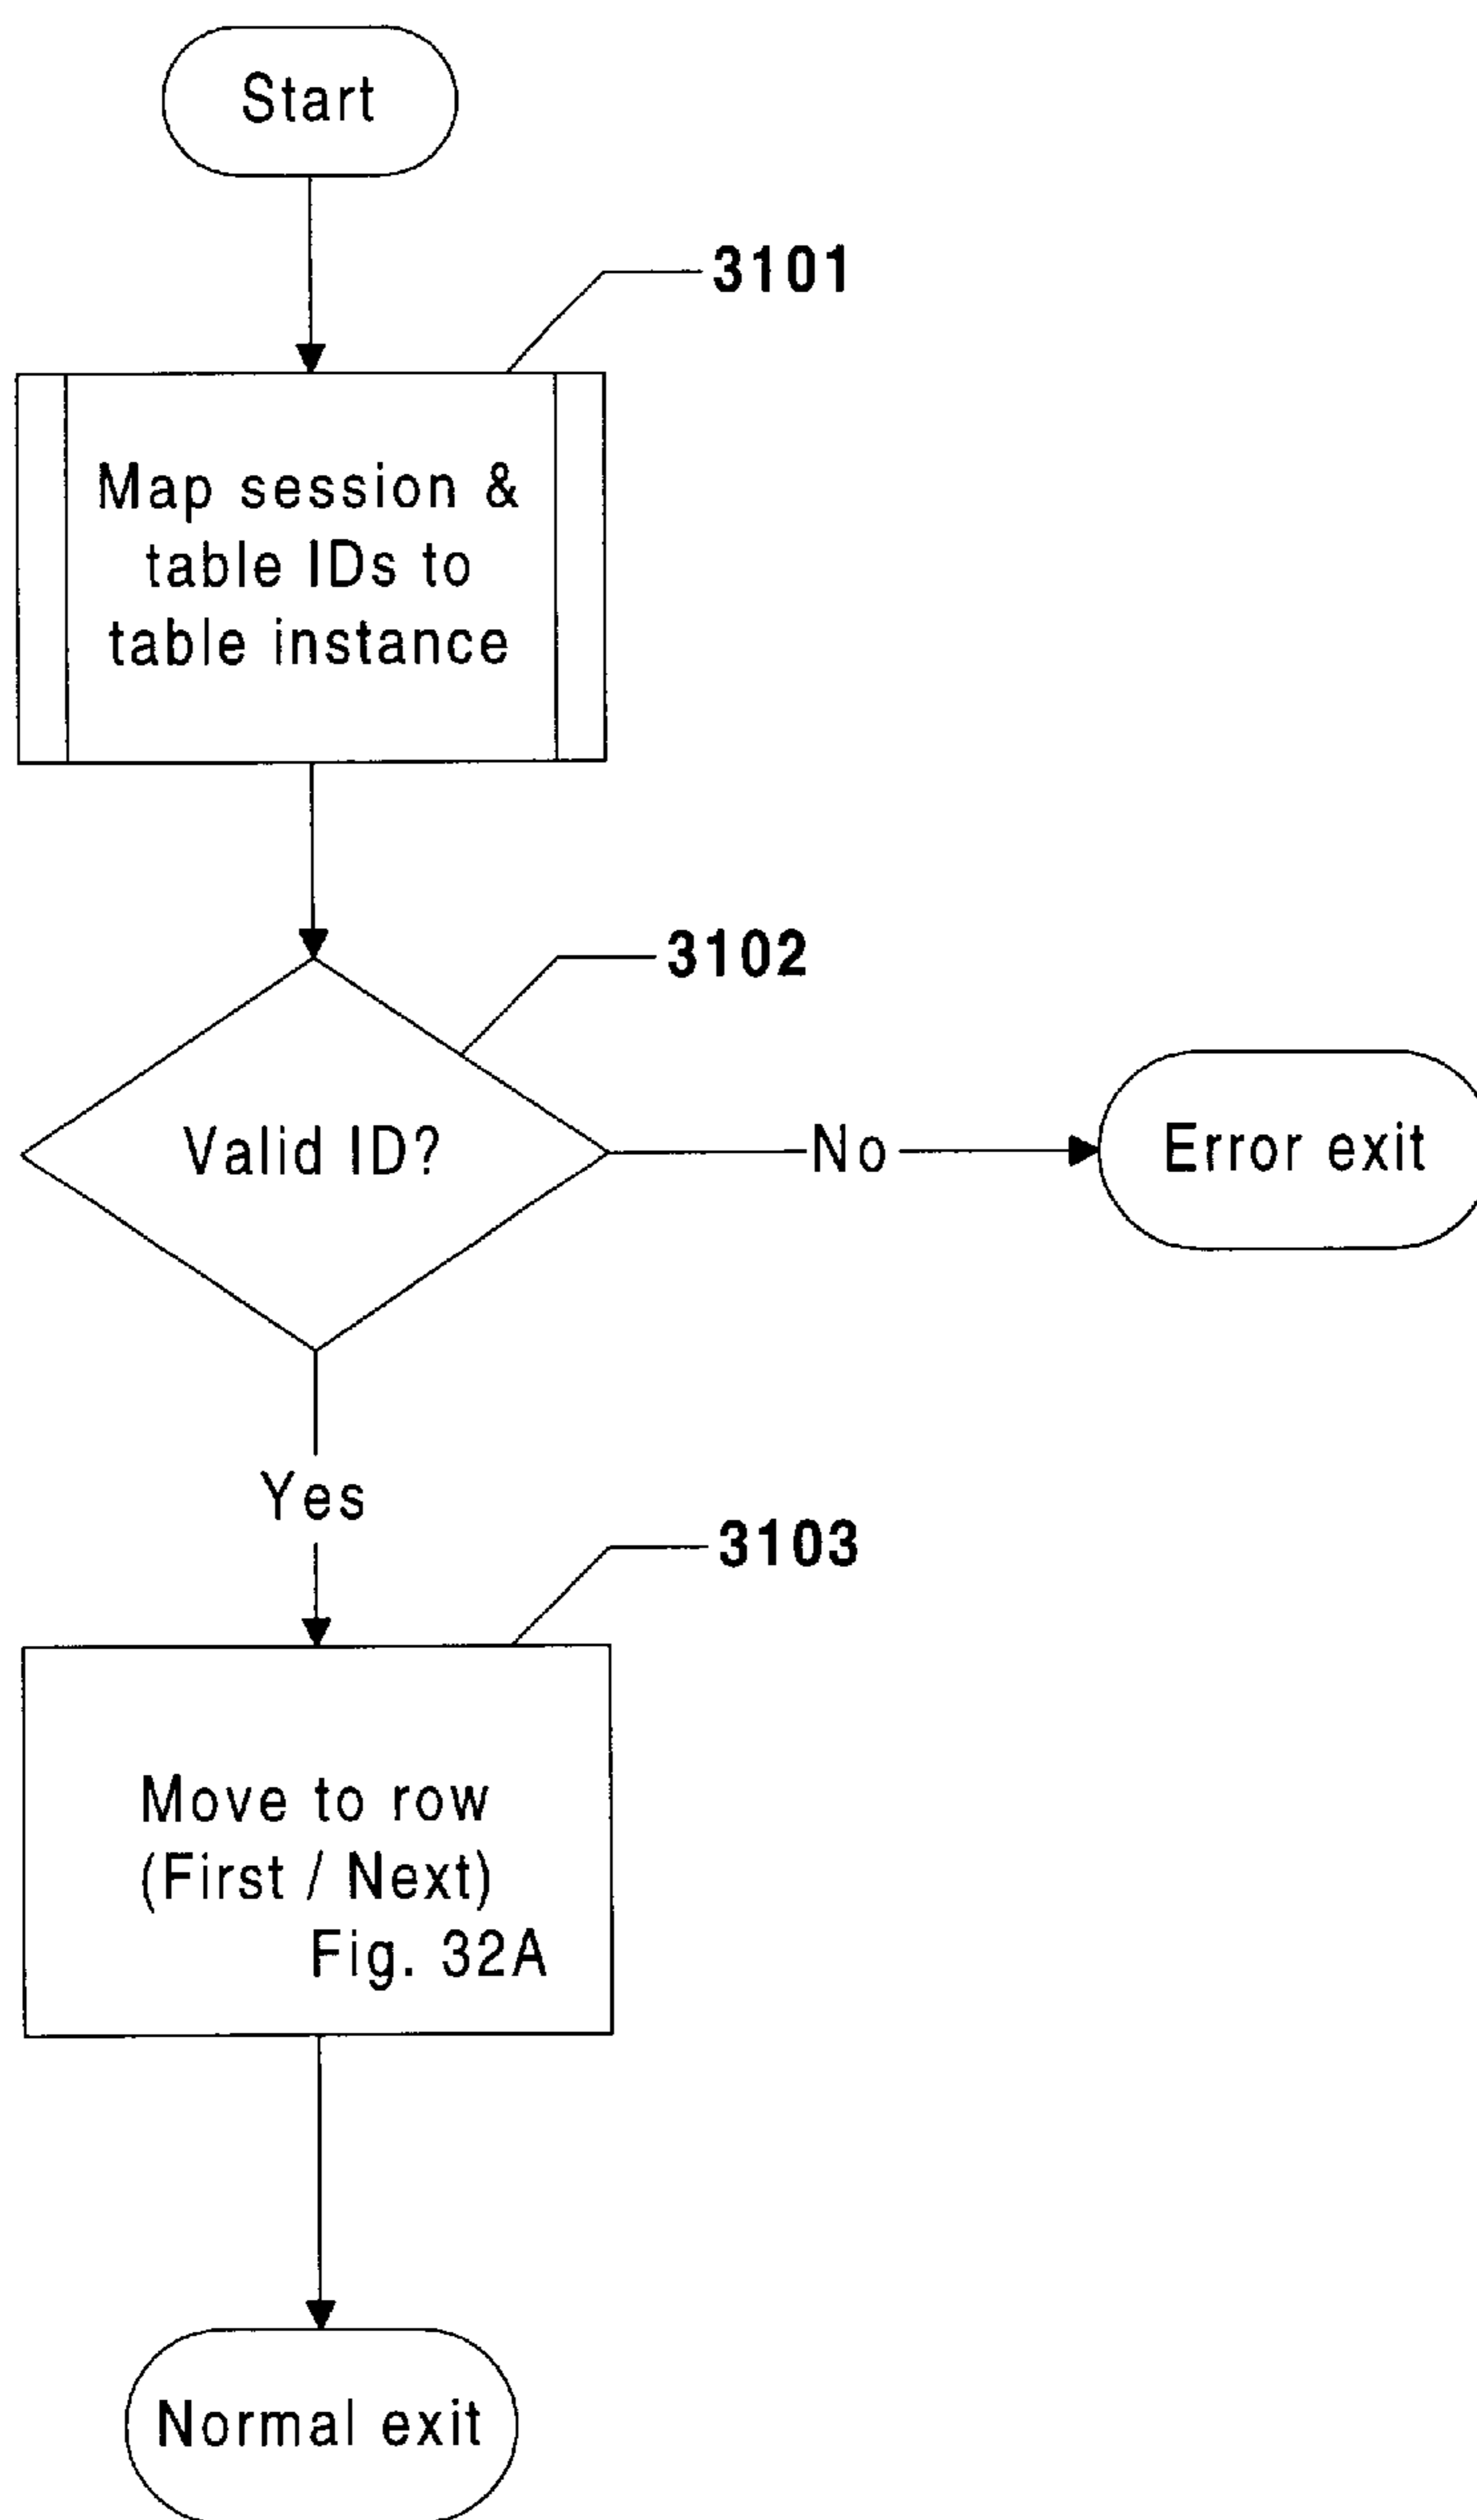 Start
3101
Map session &
table IDs to
table instance
3102
Valid ID?
No
Error exit
Yes
3103
Move to row
(First / Next)
Fig. 32A
Normal exit